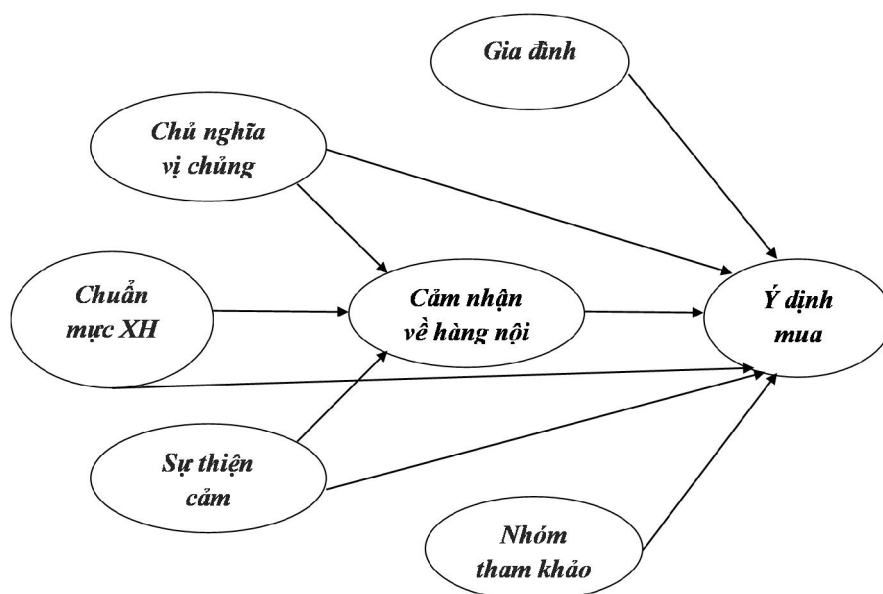 Gia đình
Chủ nghĩa
vị chủng
Chuẩn
mực XH
Cảm nhận
về hàng nội
Ý định
mua
Sự thiện
cảm
Nhóm
tham khảo